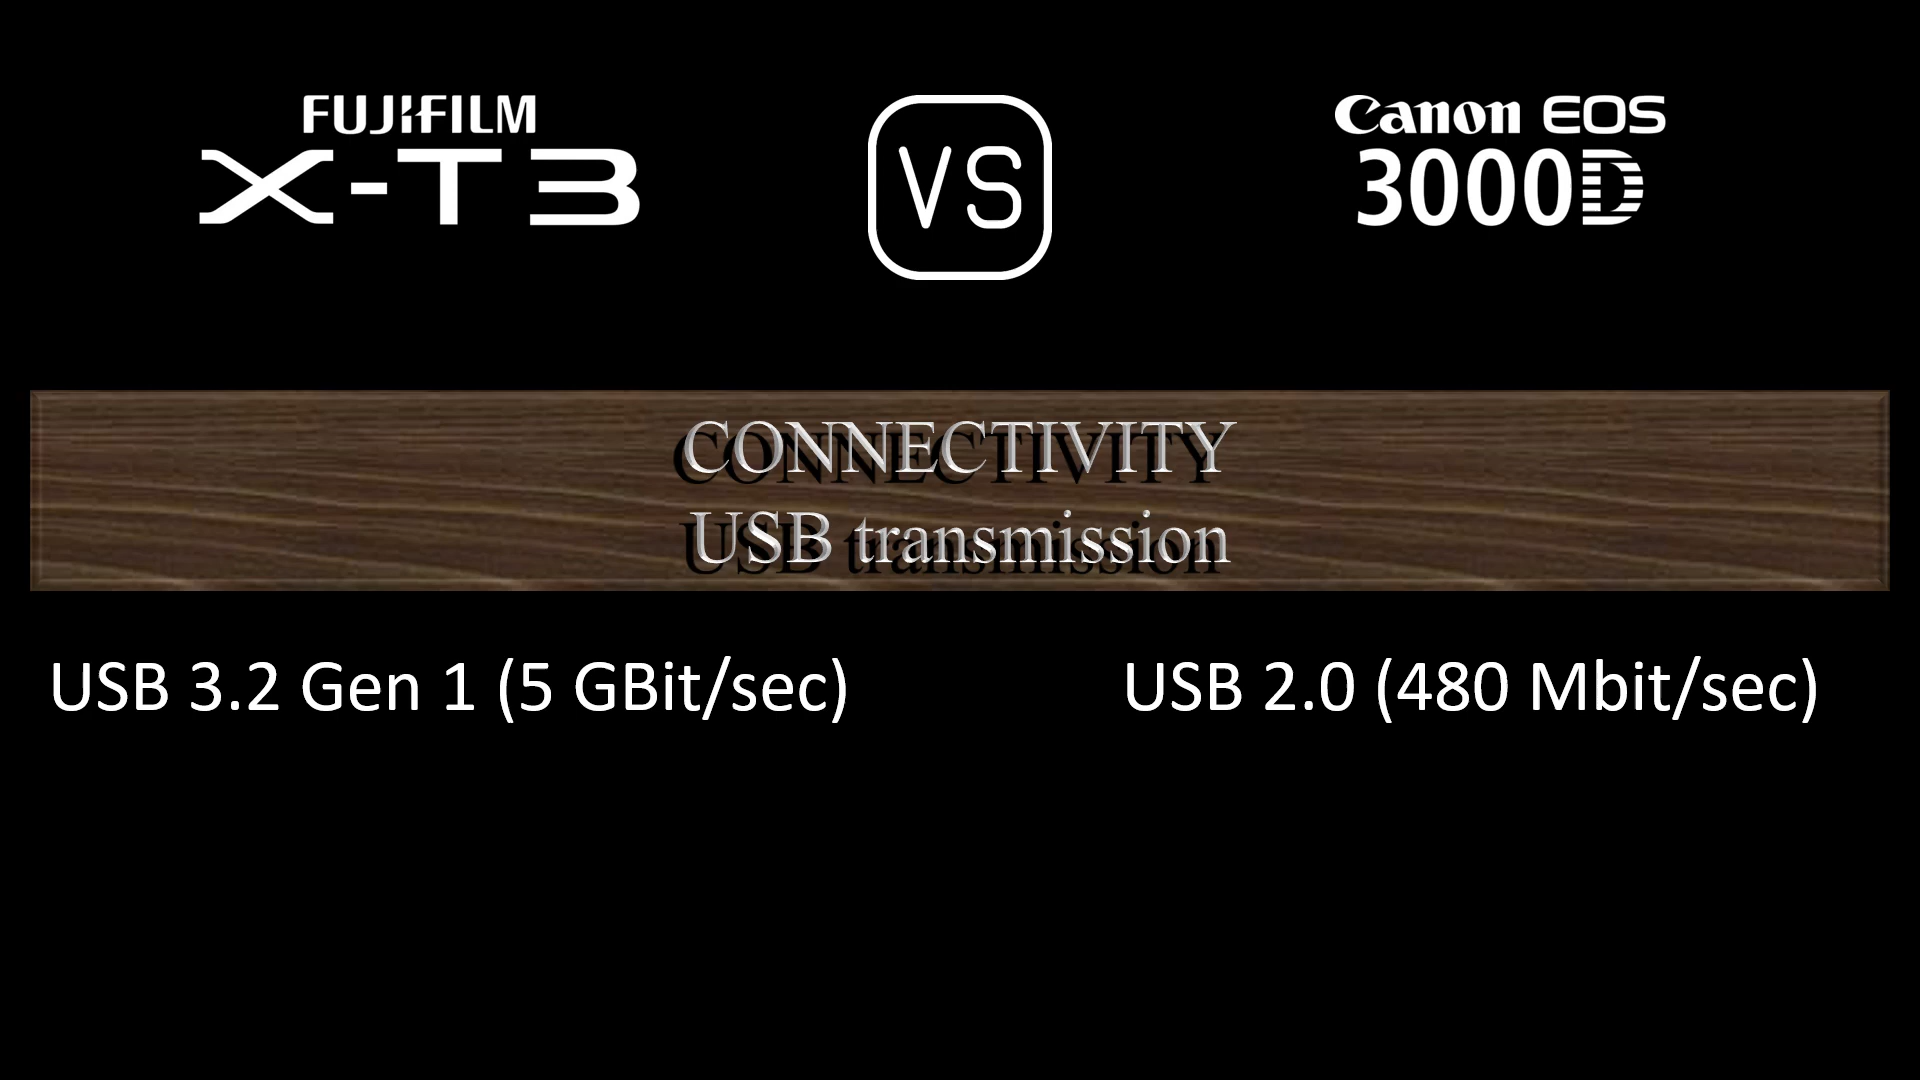 FUJIFILM
X-T3
VS
Canon EOS
3000D
CONNECTIVITY
USB transmission
USB 3.2 Gen 1 (5 GBit/sec)
USB 2.0 (480 Mbit/sec)